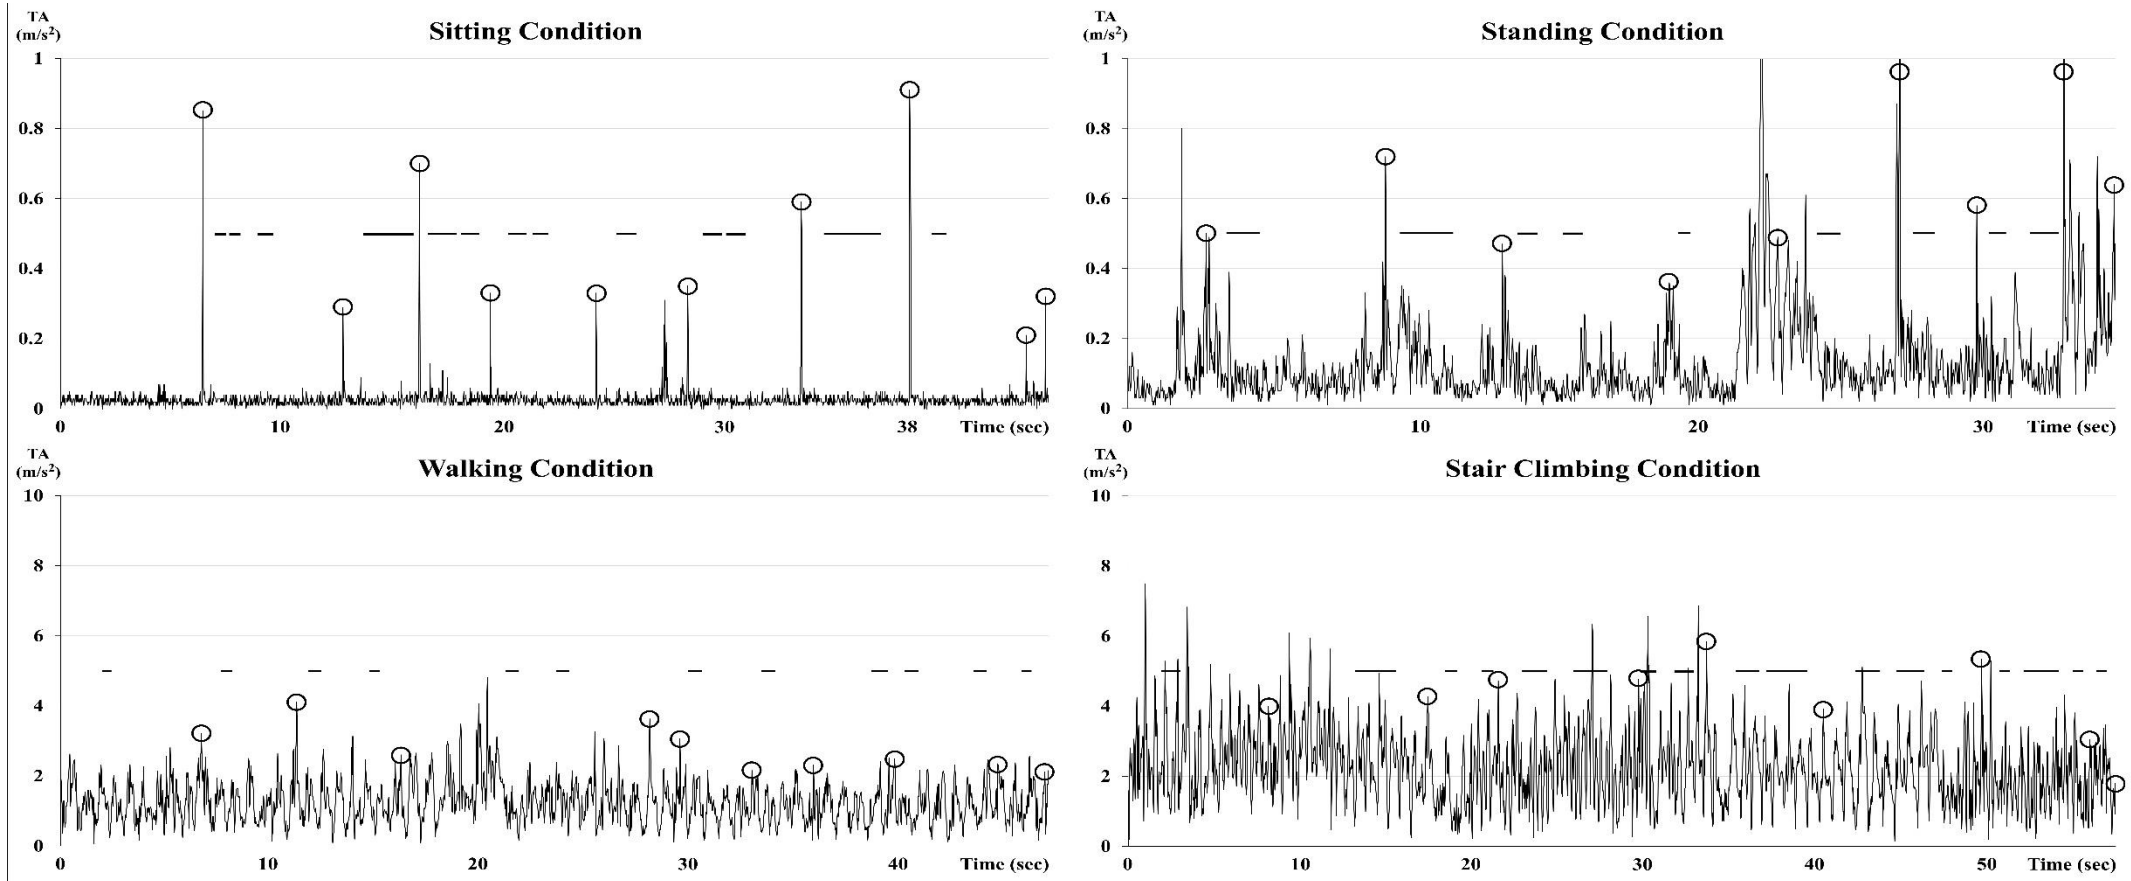 TA
(m/s²)
Sitting Condition
1
0.8
0.6
0.4
0.2
0
0 10 20 30 38 Time (sec)
TA
(m/s²)
Standing Condition
1
0.8
0.6
0.4
0.2
0
0 10 20 30 Time (sec)
TA
(m/s²)
Walking Condition
10
8
6
4
2
0
0 10 20 30 40 Time (sec)
TA
(m/s²)
Stair Climbing Condition
10
8
6
4
2
0
0 10 20 30 40 50 Time (sec)